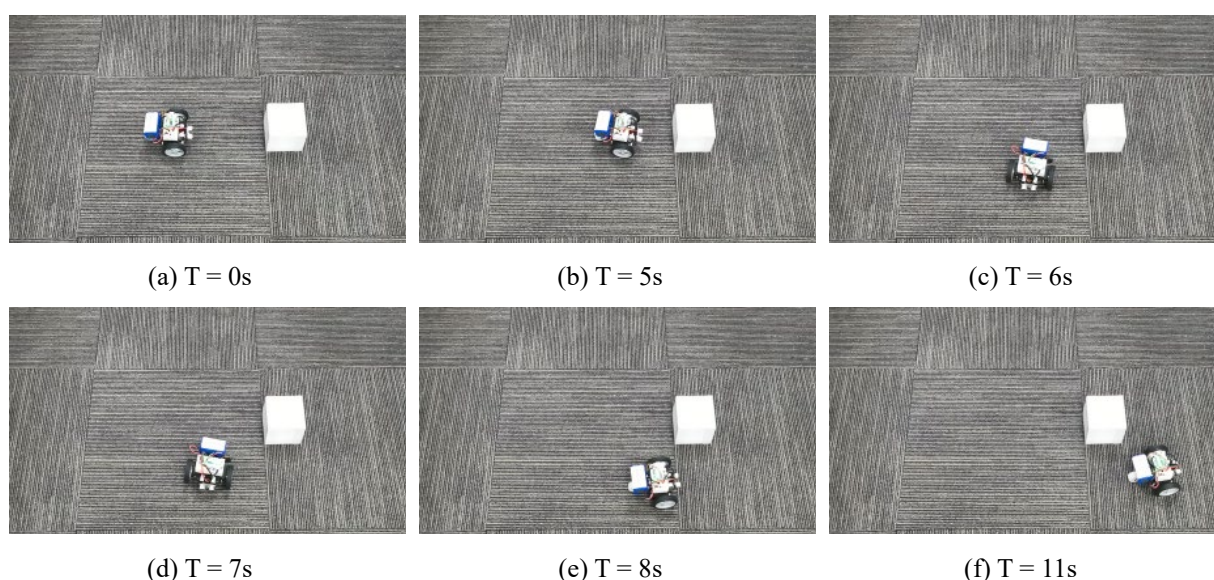 (a) T = 0s
(b) T = 5s
(c) T = 6s
(d) T = 7s
(e) T = 8s
(f) T = 11s